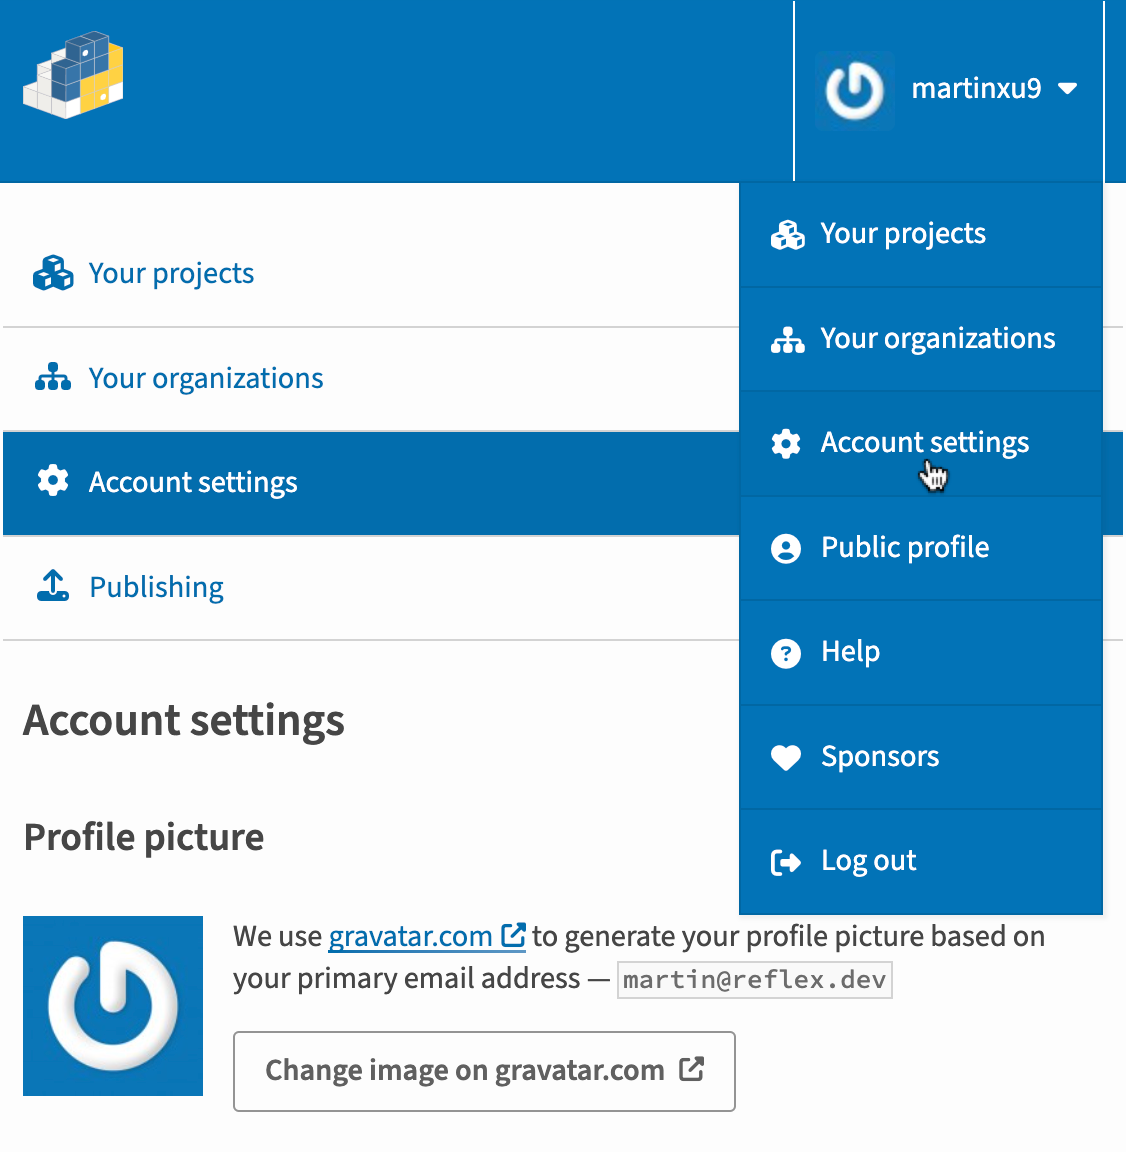 martinxu9
Your projects
Your organizations
Account settings
Public profile
Help
Sponsors
Log out
Your projects
Your organizations
Account settings
Publishing
Account settings
Profile picture
We use gravatar.com to generate your profile picture based on
your primary email address — martin@reflex.dev
Change image on gravatar.com